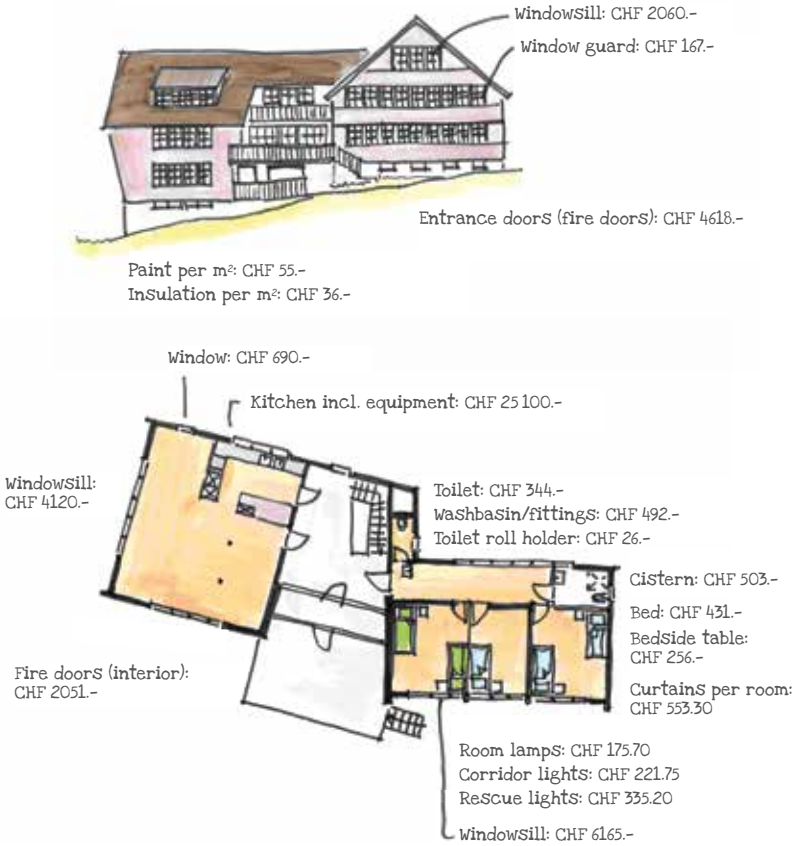 Windowsill: CHF 2060.-
Window guard: CHF 167.-
Entrance doors (fire doors): CHF 4618.-
Paint per m²: CHF 55.-
Insulation per m²: CHF 36.-
Window: CHF 690.-
Kitchen incl. equipment: CHF 25 100.-
Windowsill:
CHF 4120.-
Toilet: CHF 344.-
Washbasin/fittings: CHF 492.-
Toilet roll holder: CHF 26.-
Cistern: CHF 503.-
Bed: CHF 431.-
Bedside table:
CHF 256.-
Curtains per room:
CHF 553.30
Fire doors (interior):
CHF 2051.-
Room lamps: CHF 175.70
Corridor lights: CHF 221.75
Rescue lights: CHF 335.20
Windowsill: CHF 6165.-